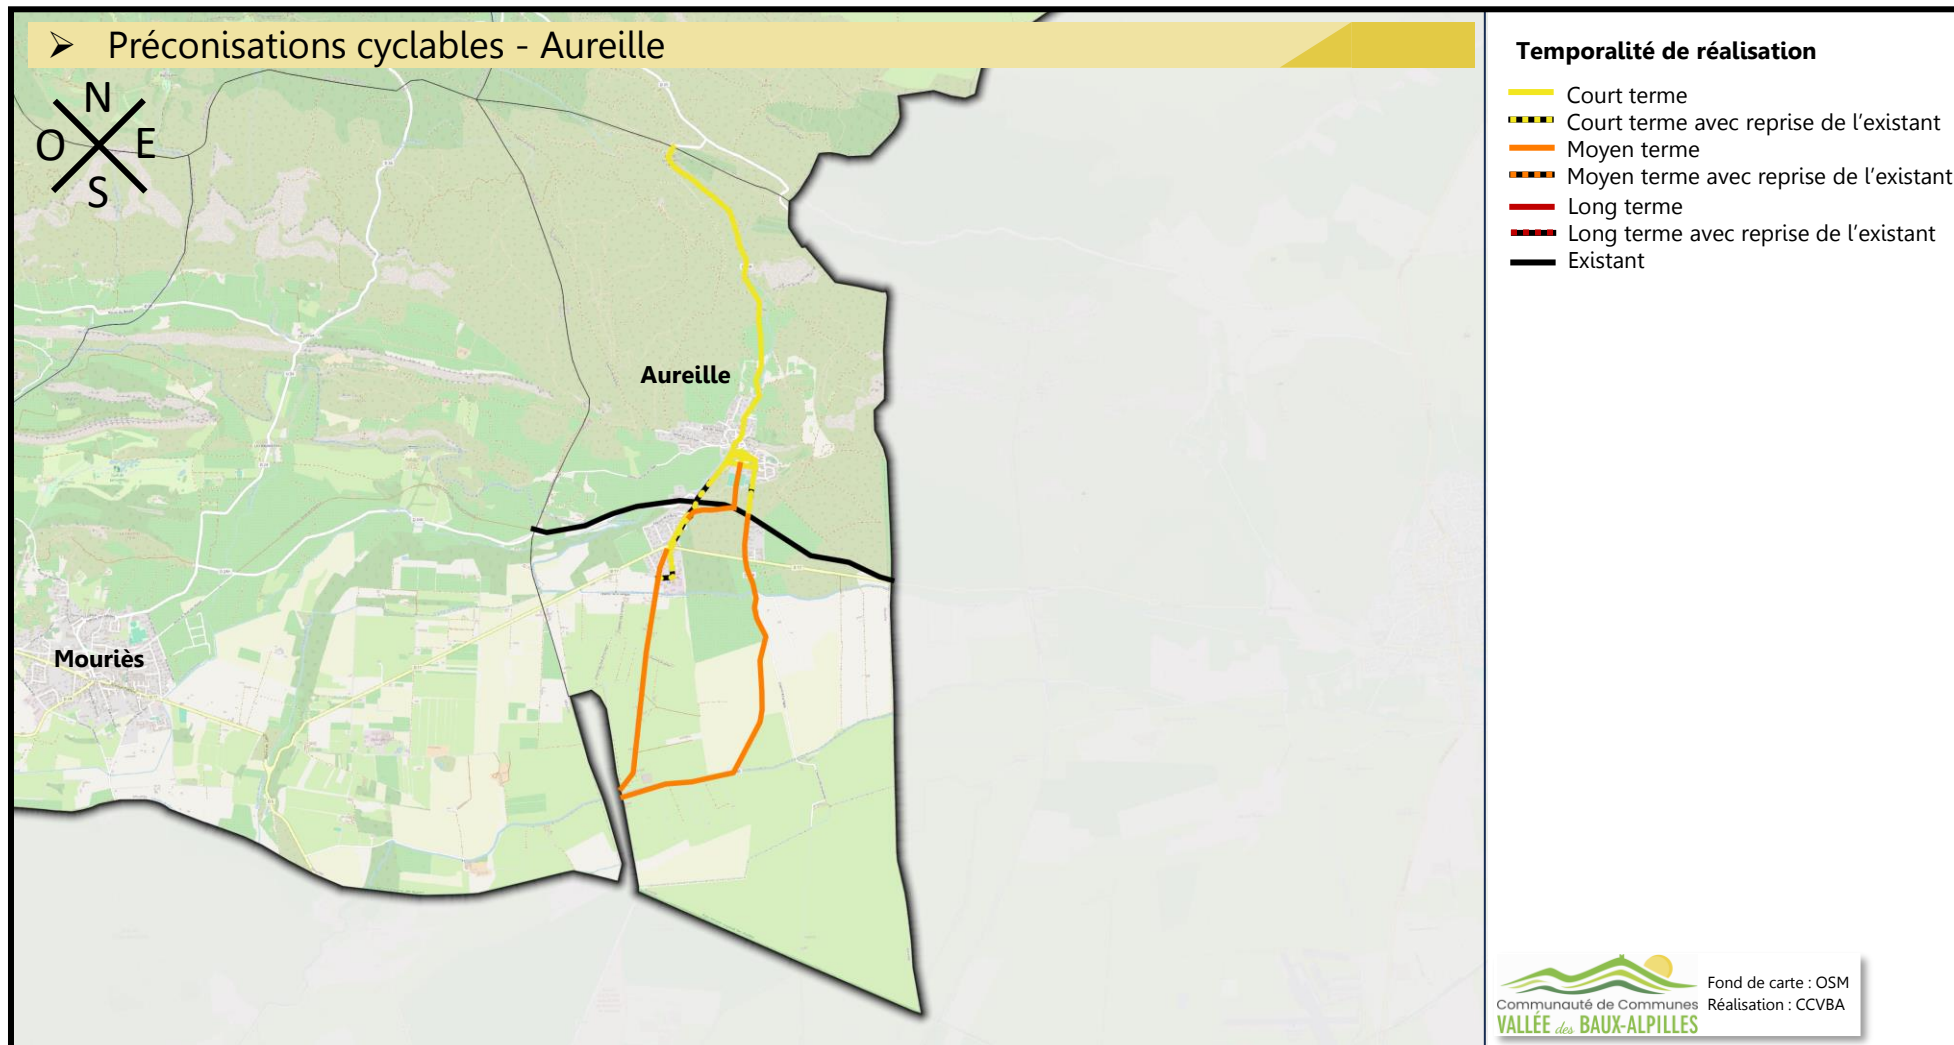 ➢ Préconisations cyclables - Aureille
N
O E
S
Aureille
Mouriès
Temporalité de réalisation
Court terme
Court terme avec reprise de l'existant
Moyen terme
Moyen terme avec reprise de l'existant
Long terme
Long terme avec reprise de l'existant
Existant
Communauté de Communes
VALLÉE des BAUX-ALPILLES
Fond de carte : OSM
Réalisation : CCVBA